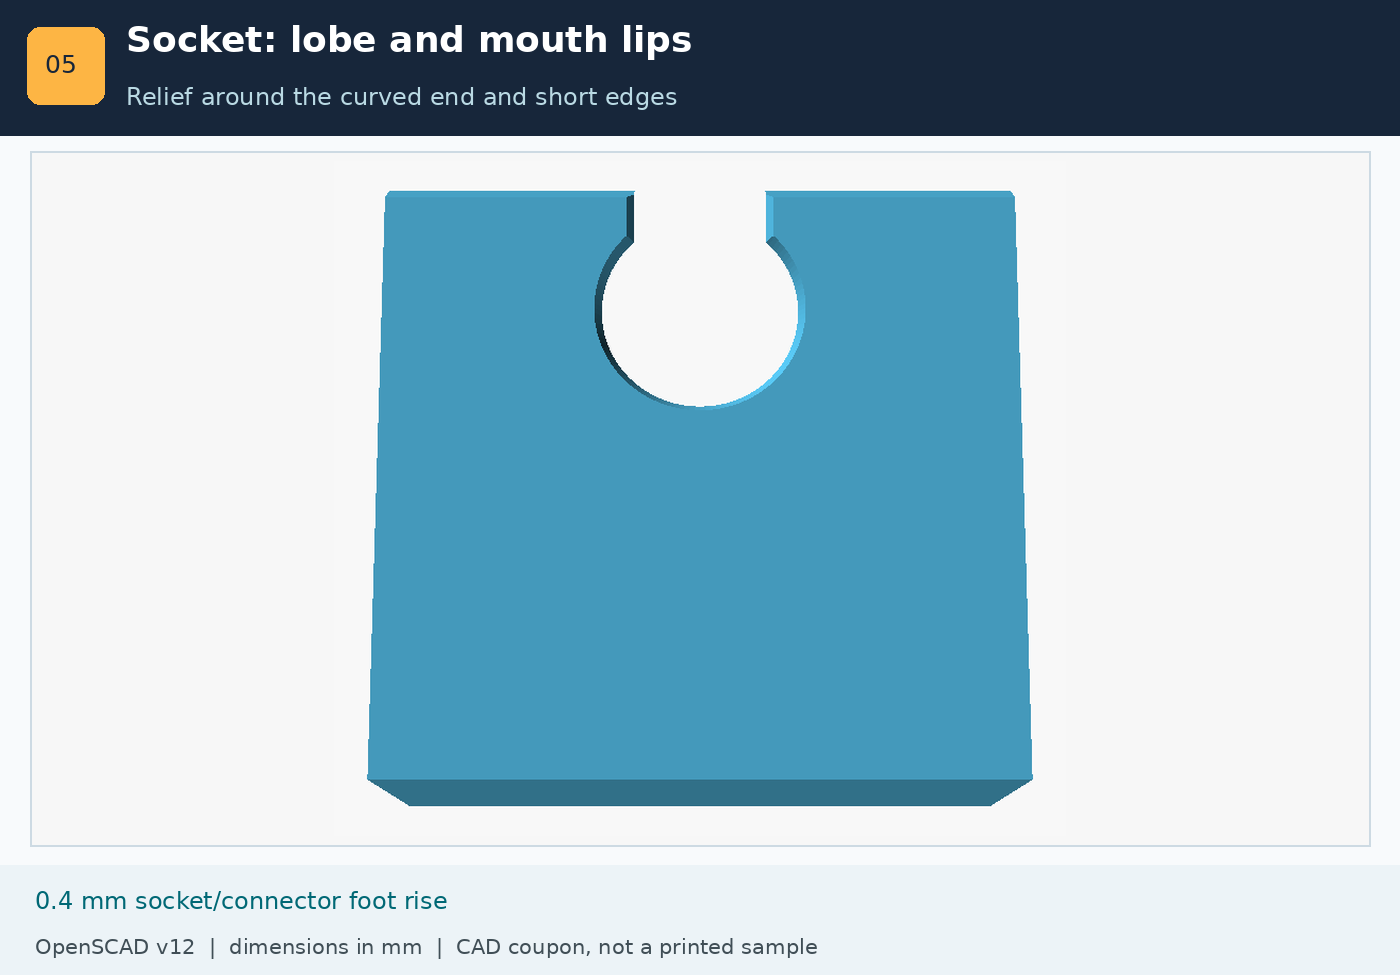 05
Socket: lobe and mouth lips
Relief around the curved end and short edges
0.4 mm socket/connector foot rise
OpenSCAD v12 | dimensions in mm | CAD coupon, not a printed sample